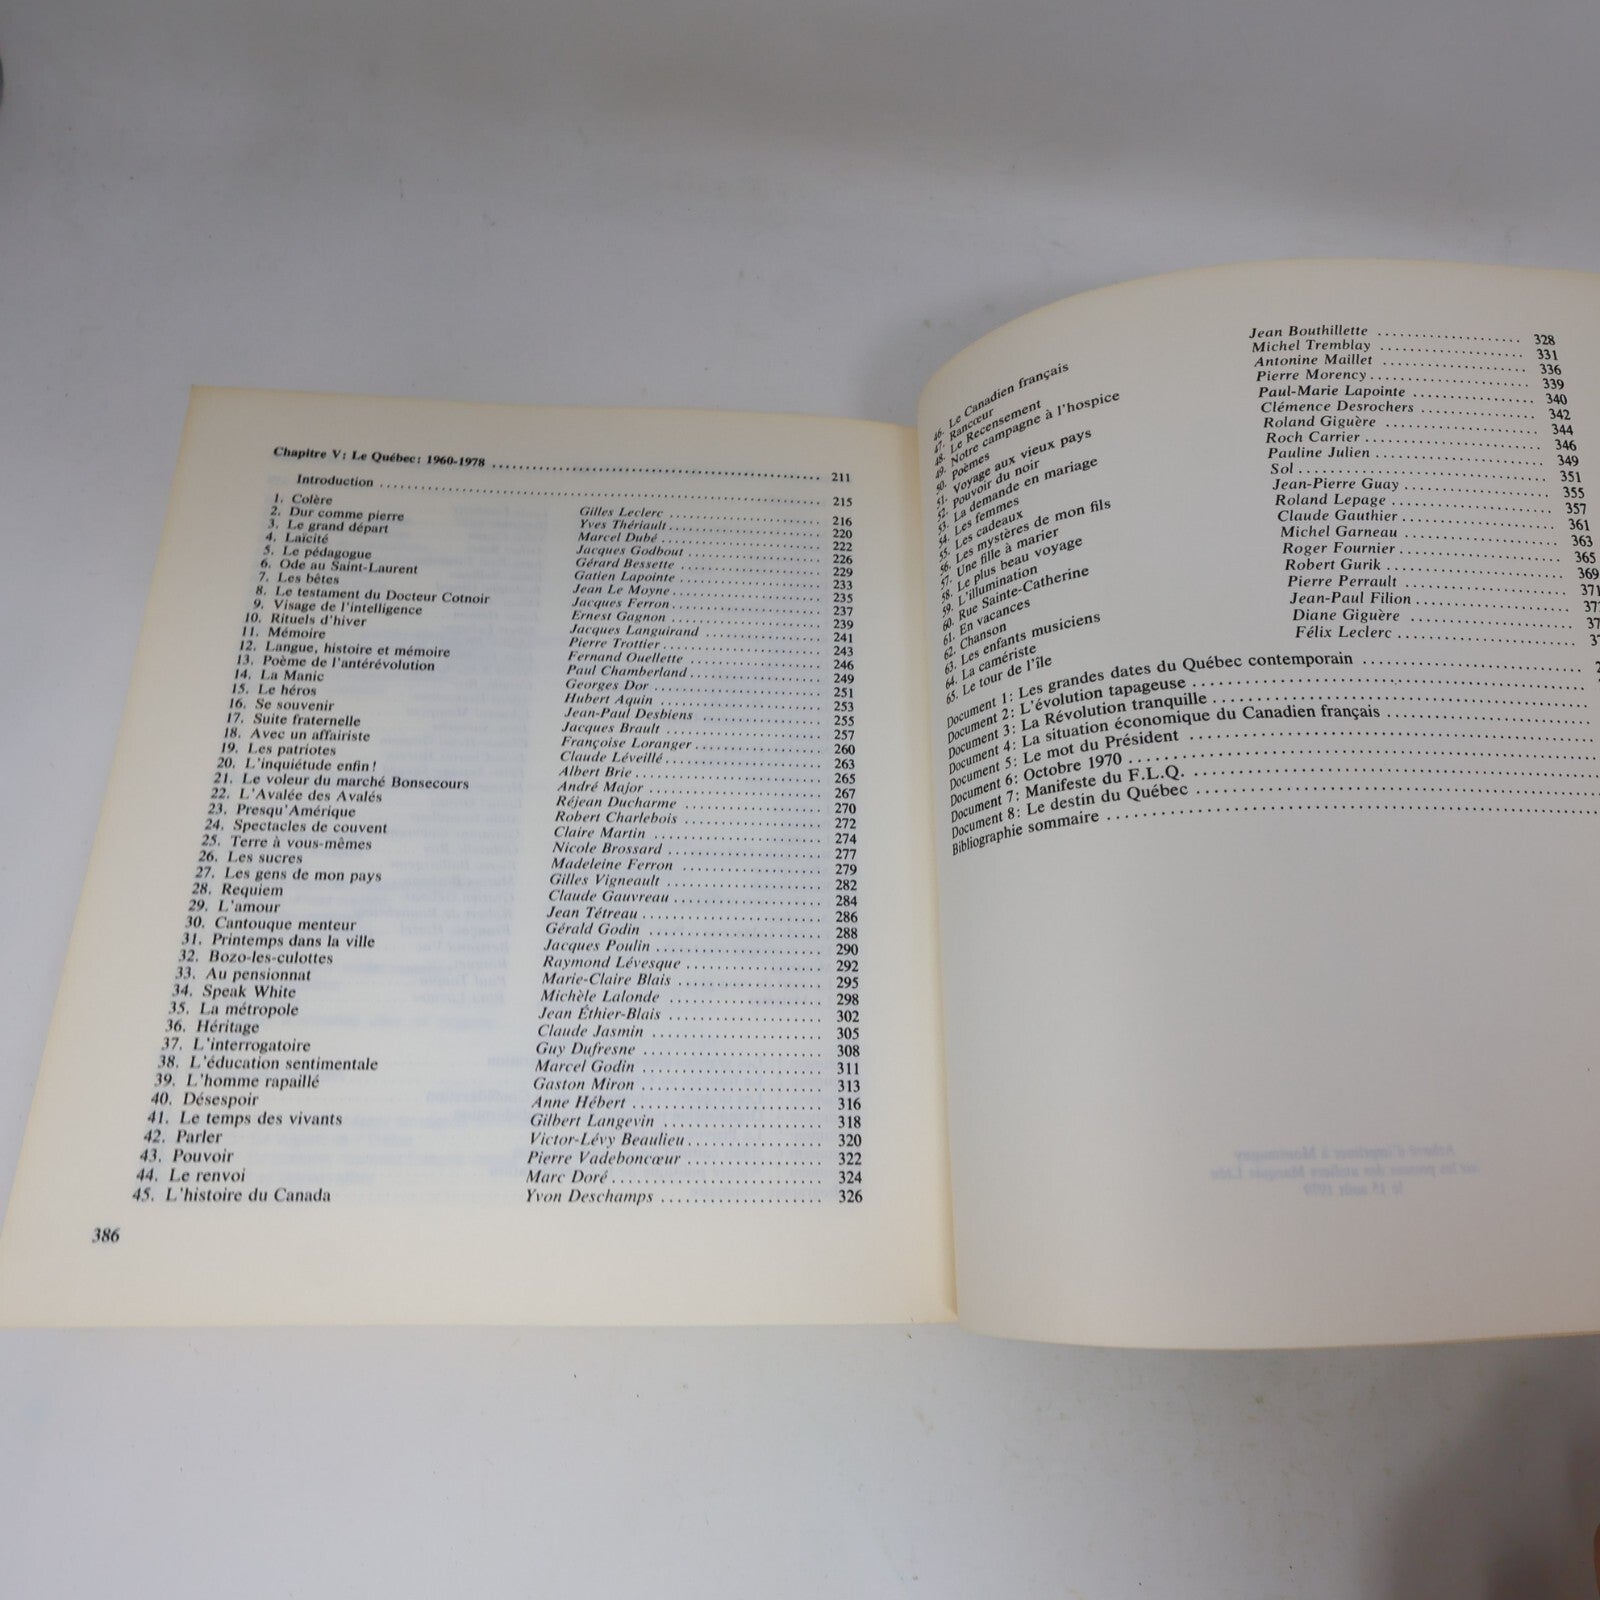 Chapitre V: Le Québec: 1960-1978 ........ 211
Introduction ........ 215
1. Colère Gilles Leclerc ........ 216
2. Dur comme pierre Yves Thériault ........ 220
3. Le grand départ Marcel Dubé ........ 222
4. Laïcité Jacques Godbout ........ 226
5. Le pédagogue Gérard Bessette ........ 229
6. Ode au Saint-Laurent Gatien Lapointe ........ 233
7. Les bêtes Jean Le Moyne ........ 235
8. Le testament du Docteur Cotnoir Jacques Ferron ........ 237
9. Visage de l'intelligence Ernest Gagnon ........ 239
10. Rituels d'hiver Jacques Languirand ........ 241
11. Mémoire Pierre Trottier ........ 243
12. Langue, histoire et mémoire Fernand Ouellette ........ 246
13. Poème de l'antérévolution Paul Chamberland ........ 249
14. La Manic Georges Dor ........ 251
15. Le héros Hubert Aquin ........ 253
16. Se souvenir Jean-Paul Desbiens ........ 255
17. Suite fraternelle Jacques Brault ........ 257
18. Avec un affairiste Françoise Loranger ........ 260
19. Les patriotes Claude Léveillé ........ 263
20. L'inquiétude enfin! Albert Brie ........ 265
21. Le voleur du marché Bonsecours André Major ........ 267
22. L'Avalée des Avalés Réjean Ducharme ........ 270
23. Presqu'Amérique Robert Charlebois ........ 272
24. Spectacles de couvent Claire Martin ........ 274
25. Terre à vous-mêmes Nicole Brossard ........ 277
26. Les sucres Madeleine Ferron ........ 279
27. Les gens de mon pays Gilles Vigneault ........ 282
28. Requiem Claude Gauvreau ........ 284
29. L'amour Jean Tétreau ........ 286
30. Cantouque menteur Gérald Godin ........ 288
31. Printemps dans la ville Jacques Poulin ........ 290
32. Bozo-les-culottes Raymond Lévesque ........ 292
33. Au pensionnat Marie-Claire Blais ........ 295
34. Speak White Michèle Lalonde ........ 298
35. La métropole Jean Éthier-Blais ........ 302
36. Héritage Claude Jasmin ........ 305
37. L'interrogatoire Guy Dufresne ........ 308
38. L'éducation sentimentale Marcel Godin ........ 311
39. L'homme rapaillé Gaston Miron ........ 313
40. Désespoir Anne Hébert ........ 316
41. Le temps des vivants Gilbert Langevin ........ 318
42. Parler Victor-Lévy Beaulieu ........ 320
43. Pouvoir Pierre Vadeboncœur ........ 322
44. Le renvoi Marc Doré ........ 324
45. L'histoire du Canada Yvon Deschamps ........ 326
386
46. Le Canadien français Jean Bouthillette ........ 328
47. Rancœur Michel Tremblay ........ 331
48. Le Recensement Antonine Maillet ........ 336
49. Notre campagne à l'hospice Pierre Morency ........ 339
50. Poèmes Paul-Marie Lapointe ........ 340
51. Voyage aux vieux pays Clémence Desrochers ........ 342
52. Pouvoir du noir Roland Giguère ........ 344
53. La demande en mariage Roch Carrier ........ 346
54. Les femmes Pauline Julien ........ 349
55. Les cadeaux Sol ........ 351
56. Les mystères de mon fils Jean-Pierre Guay ........ 355
57. Une fille à marier Roland Lepage ........ 357
58. Le plus beau voyage Claude Gauthier ........ 361
59. L'illumination Michel Garneau ........ 363
60. Rue Sainte-Catherine Roger Fournier ........ 365
61. En vacances Robert Gurik ........ 369
62. Chanson Pierre Perrault ........ 371
63. Les enfants musiciens Jean-Paul Filion ........
64. La camériste Diane Giguère ........
65. Le tour de l'île Félix Leclerc ........
Document 1: Les grandes dates du Québec contemporain ........
Document 2: L'évolution tapageuse ........
Document 3: La Révolution tranquille ........
Document 4: La situation économique du Canadien français ........
Document 5: Le mot du Président ........
Document 6: Octobre 1970 ........
Document 7: Manifeste du F.L.Q. ........
Document 8: Le destin du Québec ........
Bibliographie sommaire ........